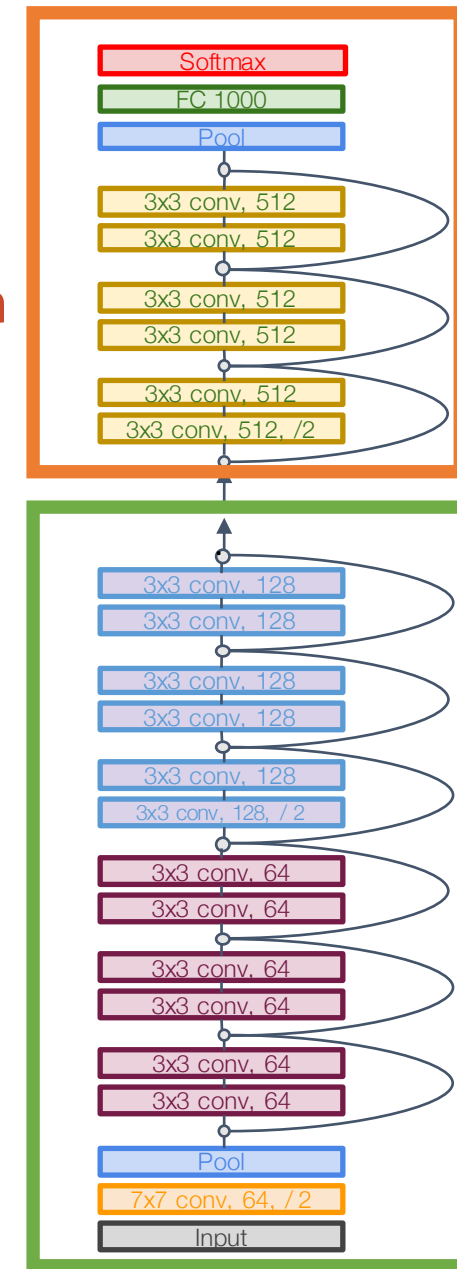 Softmax
FC 1000
Pool
3x3 conv, 512
3x3 conv, 512
3x3 conv, 512
3x3 conv, 512
3x3 conv, 512
3x3 conv, 512, /2
3x3 conv, 128
3x3 conv, 128
3x3 conv, 128
3x3 conv, 128
3x3 conv, 128
3x3 conv, 128, / 2
3x3 conv, 64
3x3 conv, 64
3x3 conv, 64
3x3 conv, 64
3x3 conv, 64
3x3 conv, 64
Pool
7x7 conv, 64, / 2
Input